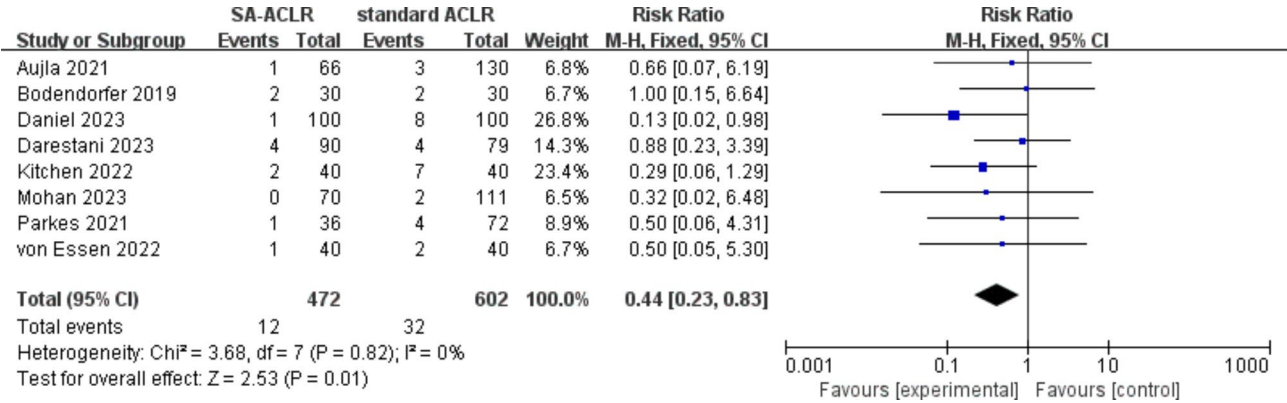 SA-ACLR standard ACLR Risk Ratio Risk Ratio
Study or Subgroup Events Total Events Total Weight M-H, Fixed, 95% CI M-H, Fixed, 95% CI
Aujla 2021 1 66 3 130 6.8% 0.66 [0.07, 6.19]
Bodendorfer 2019 2 30 2 30 6.7% 1.00 [0.15, 6.64]
Daniel 2023 1 100 8 100 26.8% 0.13 [0.02, 0.98]
Darestani 2023 4 90 4 79 14.3% 0.88 [0.23, 3.39]
Kitchen 2022 2 40 7 40 23.4% 0.29 [0.06, 1.29]
Mohan 2023 0 70 2 111 6.5% 0.32 [0.02, 6.48]
Parkes 2021 1 36 4 72 8.9% 0.50 [0.06, 4.31]
von Essen 2022 1 40 2 40 6.7% 0.50 [0.05, 5.30]
Total (95% CI) 472 602 100.0% 0.44 [0.23, 0.83]
Total events 12 32
Heterogeneity: Chi² = 3.68, df = 7 (P = 0.82); I² = 0%
Test for overall effect: Z = 2.53 (P = 0.01)
0.001 0.1 1 10 1000
Favours [experimental] Favours [control]